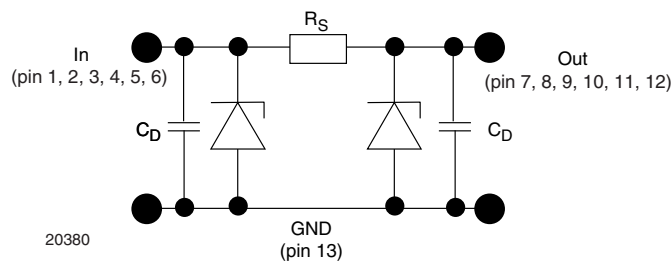 R_S
In
(pin 1, 2, 3, 4, 5, 6)
Out
(pin 7, 8, 9, 10, 11, 12)
C_D
C_D
GND
(pin 13)
20380